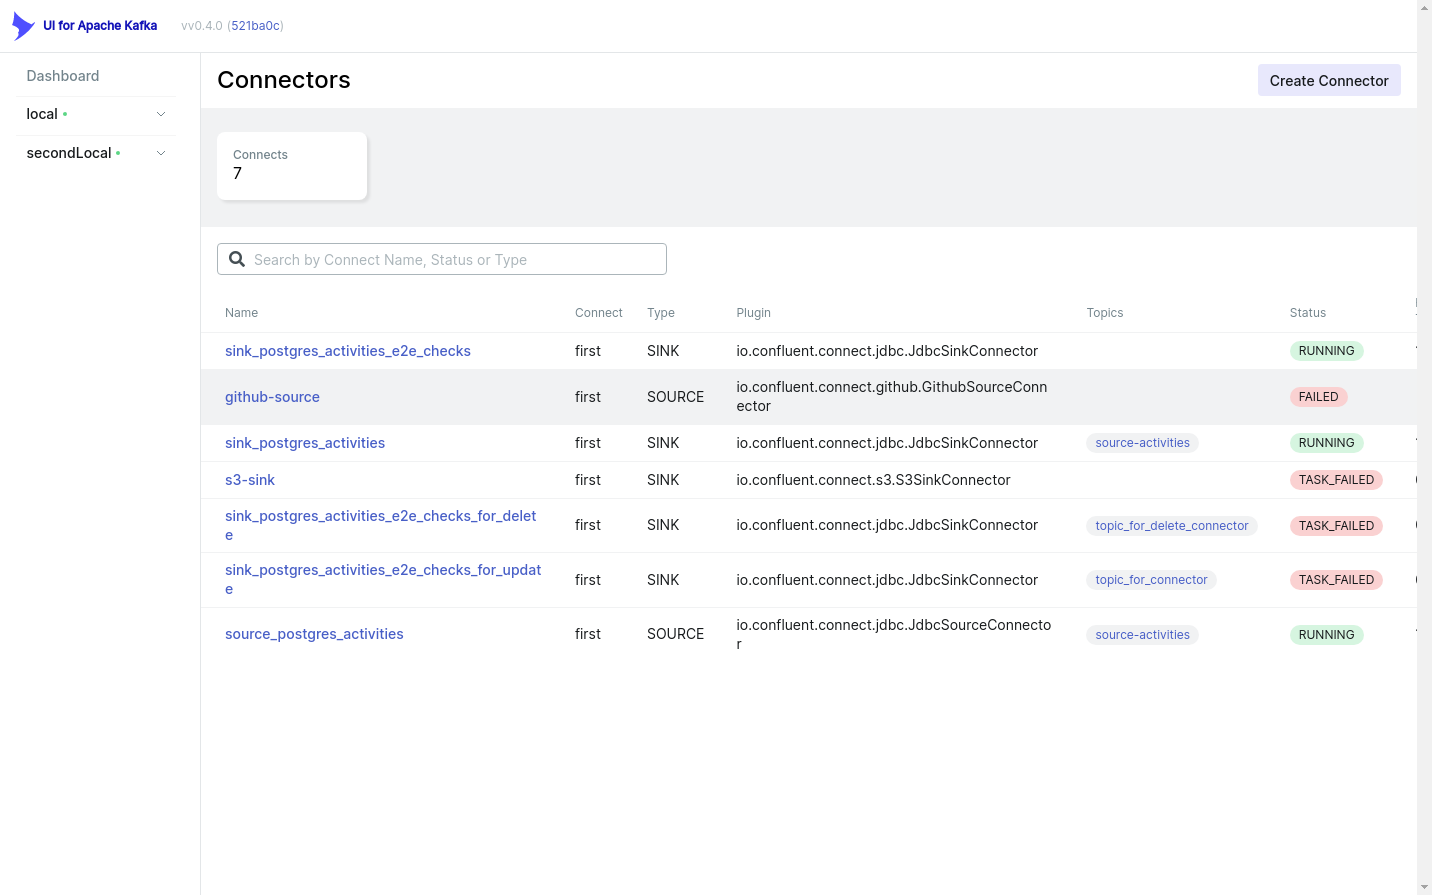 UI for Apache Kafka vv0.4.0 (521ba0c)
Dashboard
local
secondLocal
Connectors
Create Connector
Connects
7
Search by Connect Name, Status or Type
Name Connect Type Plugin Topics Status
sink_postgres_activities_e2e_checks first SINK io.confluent.connect.jdbc.JdbcSinkConnector RUNNING
github-source first SOURCE io.confluent.connect.github.GithubSourceConn
ector FAILED
sink_postgres_activities first SINK io.confluent.connect.jdbc.JdbcSinkConnector source-activities RUNNING
s3-sink first SINK io.confluent.connect.s3.S3SinkConnector TASK_FAILED
sink_postgres_activities_e2e_checks_for_delet
e first SINK io.confluent.connect.jdbc.JdbcSinkConnector topic_for_delete_connector TASK_FAILED
sink_postgres_activities_e2e_checks_for_updat
e first SINK io.confluent.connect.jdbc.JdbcSinkConnector topic_for_connector TASK_FAILED
source_postgres_activities first SOURCE io.confluent.connect.jdbc.JdbcSourceConnecto
r source-activities RUNNING